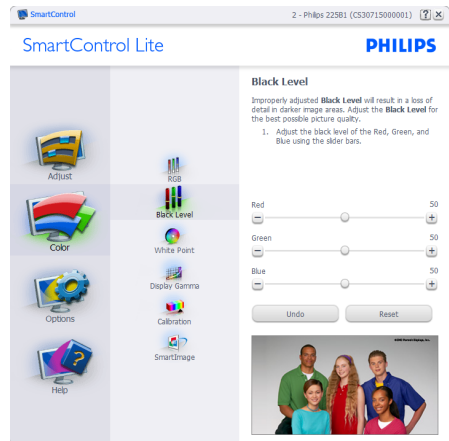 SmartControl
2 - Philips 225B1 (CS30715000001)
? ×
SmartControl Lite
PHILIPS
Adjust
Color
Options
Help
RGB
Black Level
White Point
Display Gamma
Calibration
SmartImage
Black Level
Improperly adjusted Black Level will result in a loss of
detail in darker image areas. Adjust the Black Level for
the best possible picture quality.
1. Adjust the black level of the Red, Green, and
Blue using the slider bars.
Red 50
− +
Green 50
− +
Blue 50
− +
Undo Reset